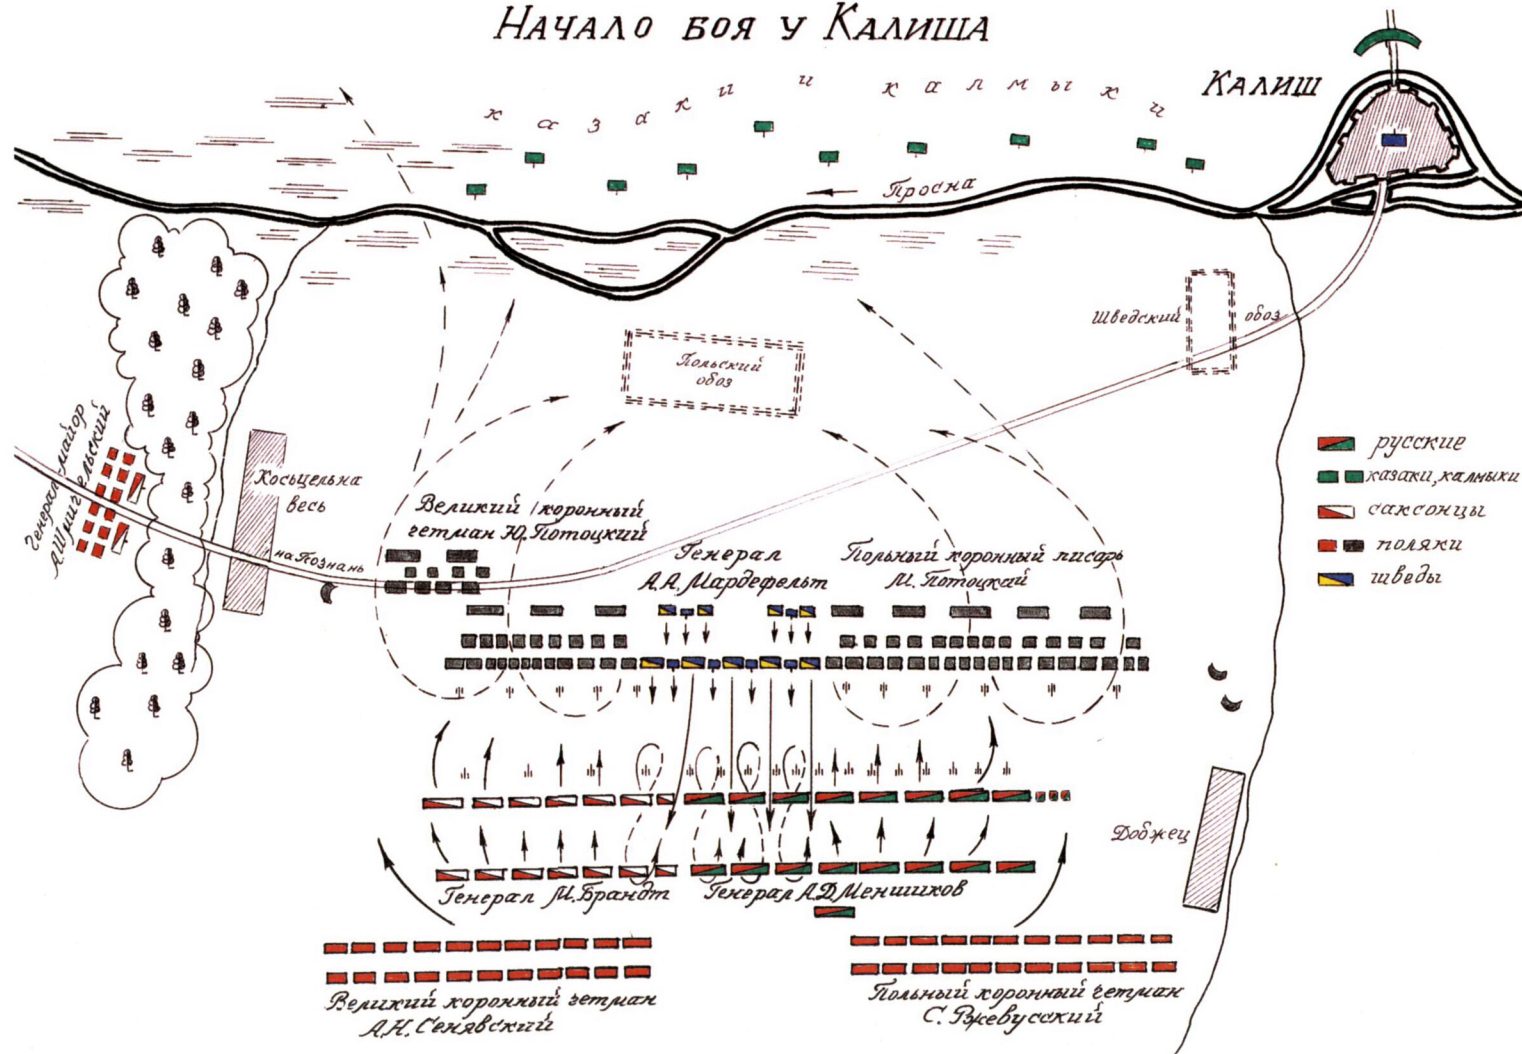 Начало боя у Калиша
казаки и калмыки
Калиш
Просна
Шведский обоз
Польский
обоз
Генерал-майор
А.Шмигельский
Косьцельна
весь
на Познань
Великий коронный
гетман Ю.Потоцкий
Генерал
А.А.Мардефельт
Польный коронный писарь
М.Потоцкий
русские
казаки, калмыки
саксонцы
поляки
шведы
Добжец
Генерал М.Брандт
Генерал А.Д.Меншиков
Великий коронный гетман
А.Н.Сенявский
Польный коронный гетман
С.Ржевусский